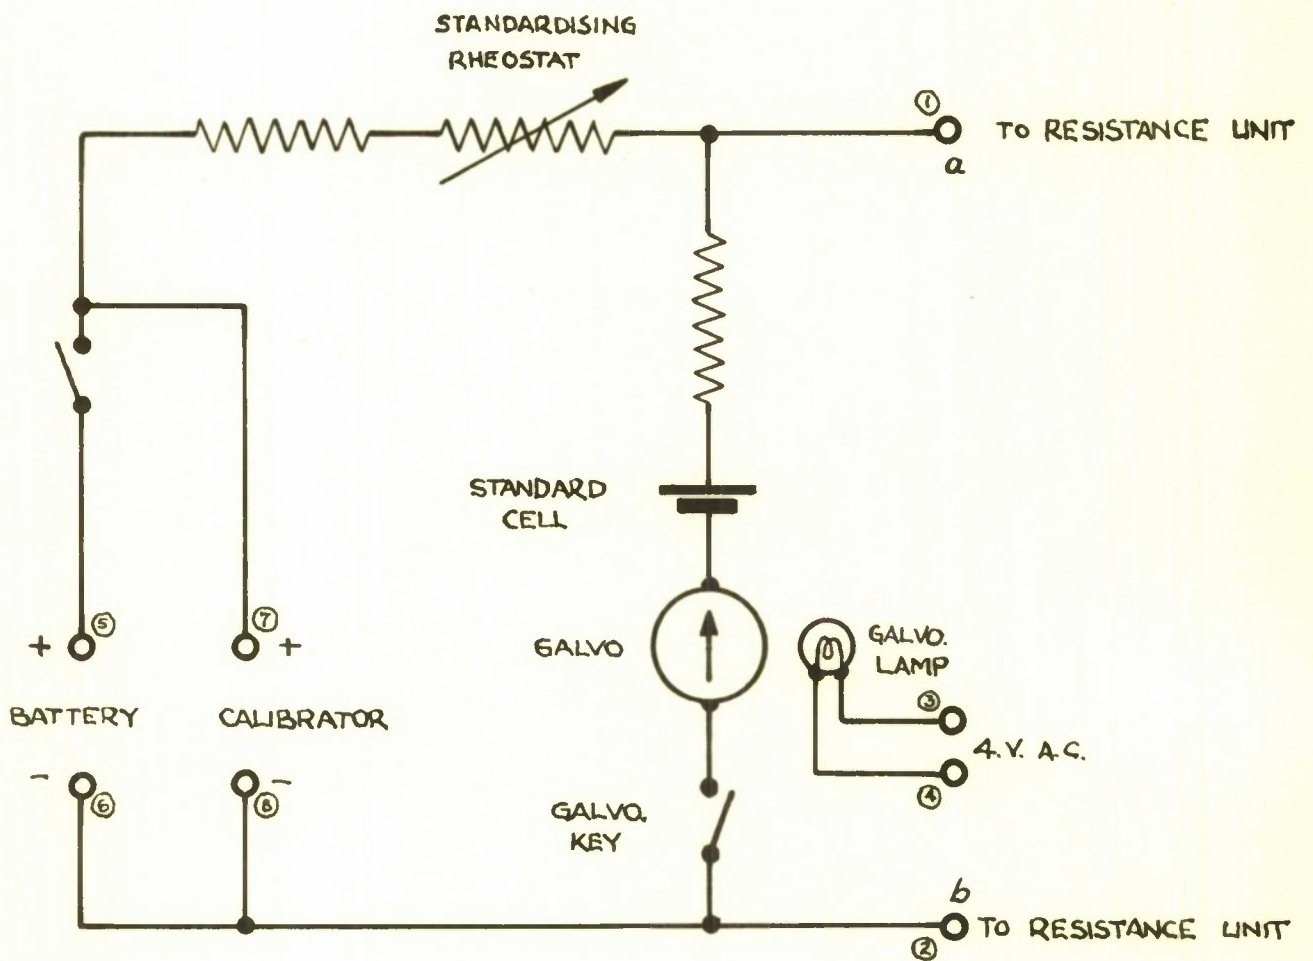 STANDARDISING
RHEOSTAT
①
TO RESISTANCE UNIT
a
STANDARD
CELL
⑤
⑦
+
+
GALVO
GALVO.
LAMP
③
BATTERY
CALIBRATOR
4.V. A.C.
-
-
⑥
⑧
④
GALVO.
KEY
b
②
TO RESISTANCE UNIT